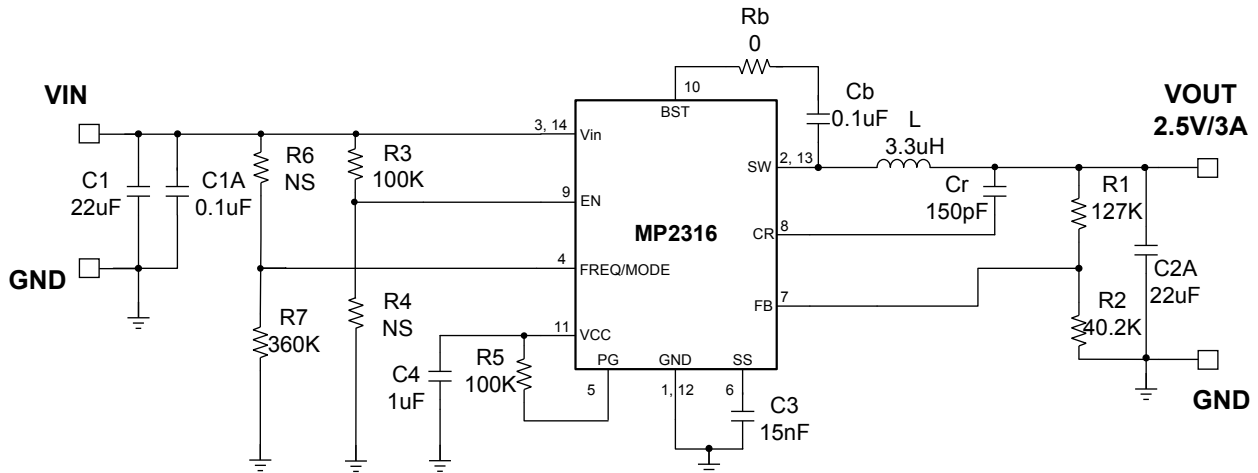 Rb
0
10
BST
Cb
0.1uF
L
3.3uH
VOUT
2.5V/3A
VIN
3, 14
Vin
SW
2, 13
R6
NS
R3
100K
C1
22uF
C1A
0.1uF
9
EN
MP2316
Cr
150pF
R1
127K
CR
8
GND
4
FREQ/MODE
FB
7
C2A
22uF
R2
40.2K
R7
360K
R4
NS
11
VCC
C4
1uF
R5
100K
PG
GND
SS
5
1, 12
6
C3
15nF
GND